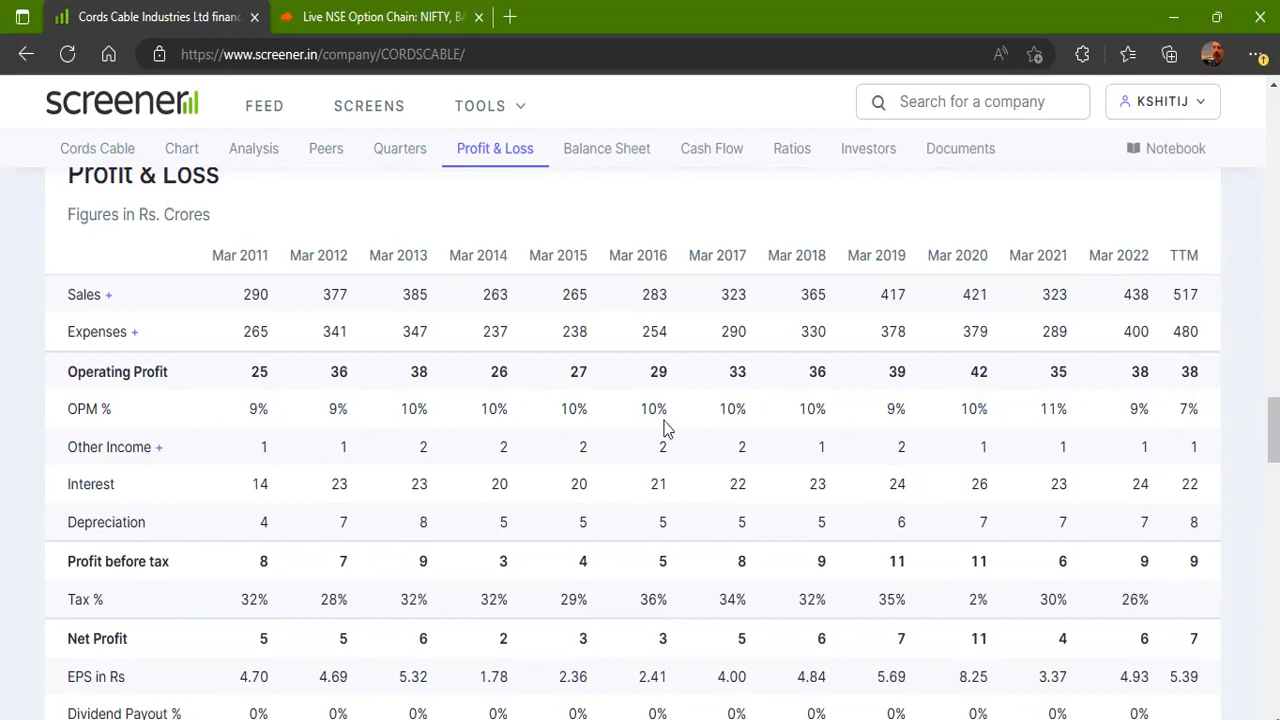 Cords Cable Industries Ltd financ
Live NSE Option Chain: NIFTY, BA
https://www.screener.in/company/CORDSCABLE/
screener
FEED SCREENS TOOLS
Search for a company
KSHITIJ
Cords Cable Chart Analysis Peers Quarters Profit & Loss Balance Sheet Cash Flow Ratios Investors Documents Notebook
Profit & Loss
Figures in Rs. Crores
Mar 2011 Mar 2012 Mar 2013 Mar 2014 Mar 2015 Mar 2016 Mar 2017 Mar 2018 Mar 2019 Mar 2020 Mar 2021 Mar 2022 TTM
Sales + 290 377 385 263 265 283 323 365 417 421 323 438 517
Expenses + 265 341 347 237 238 254 290 330 378 379 289 400 480
Operating Profit 25 36 38 26 27 29 33 36 39 42 35 38 38
OPM % 9% 9% 10% 10% 10% 10% 10% 10% 9% 10% 11% 9% 7%
Other Income + 1 1 2 2 2 2 2 1 2 1 1 1 1
Interest 14 23 23 20 20 21 22 23 24 26 23 24 22
Depreciation 4 7 8 5 5 5 5 5 6 7 7 7 8
Profit before tax 8 7 9 3 4 5 8 9 11 11 6 9 9
Tax % 32% 28% 32% 32% 29% 36% 34% 32% 35% 2% 30% 26%
Net Profit 5 5 6 2 3 3 5 6 7 11 4 6 7
EPS in Rs 4.70 4.69 5.32 1.78 2.36 2.41 4.00 4.84 5.69 8.25 3.37 4.93 5.39
Dividend Payout % 0% 0% 0% 0% 0% 0% 0% 0% 0% 0% 0% 0%